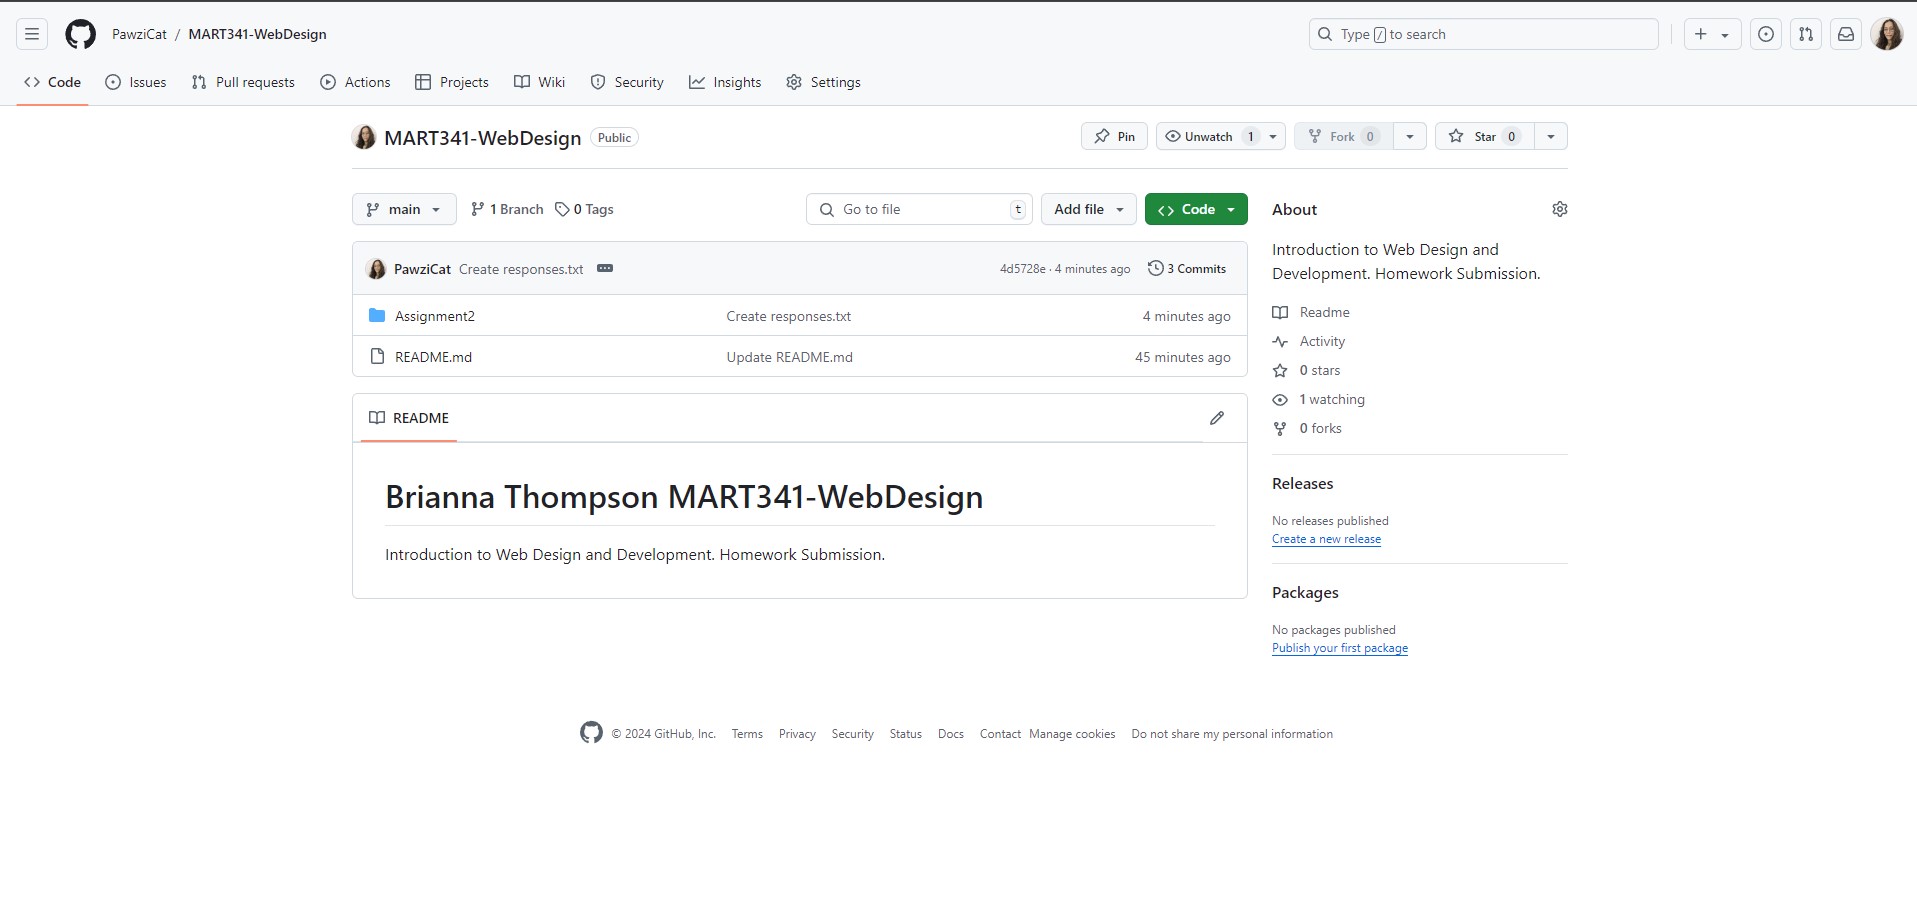 PawziCat / MART341-WebDesign
Type / to search
Code Issues Pull requests Actions Projects Wiki Security Insights Settings
MART341-WebDesign Public
Pin Unwatch 1 Fork 0 Star 0
main 1 Branch 0 Tags
Go to file t Add file Code
PawziCat Create responses.txt 4d5728e · 4 minutes ago 3 Commits
Assignment2 Create responses.txt 4 minutes ago
README.md Update README.md 45 minutes ago
README
Brianna Thompson MART341-WebDesign
Introduction to Web Design and Development. Homework Submission.
About
Introduction to Web Design and
Development. Homework Submission.
Readme
Activity
0 stars
1 watching
0 forks
Releases
No releases published
Create a new release
Packages
No packages published
Publish your first package
© 2024 GitHub, Inc. Terms Privacy Security Status Docs Contact Manage cookies Do not share my personal information